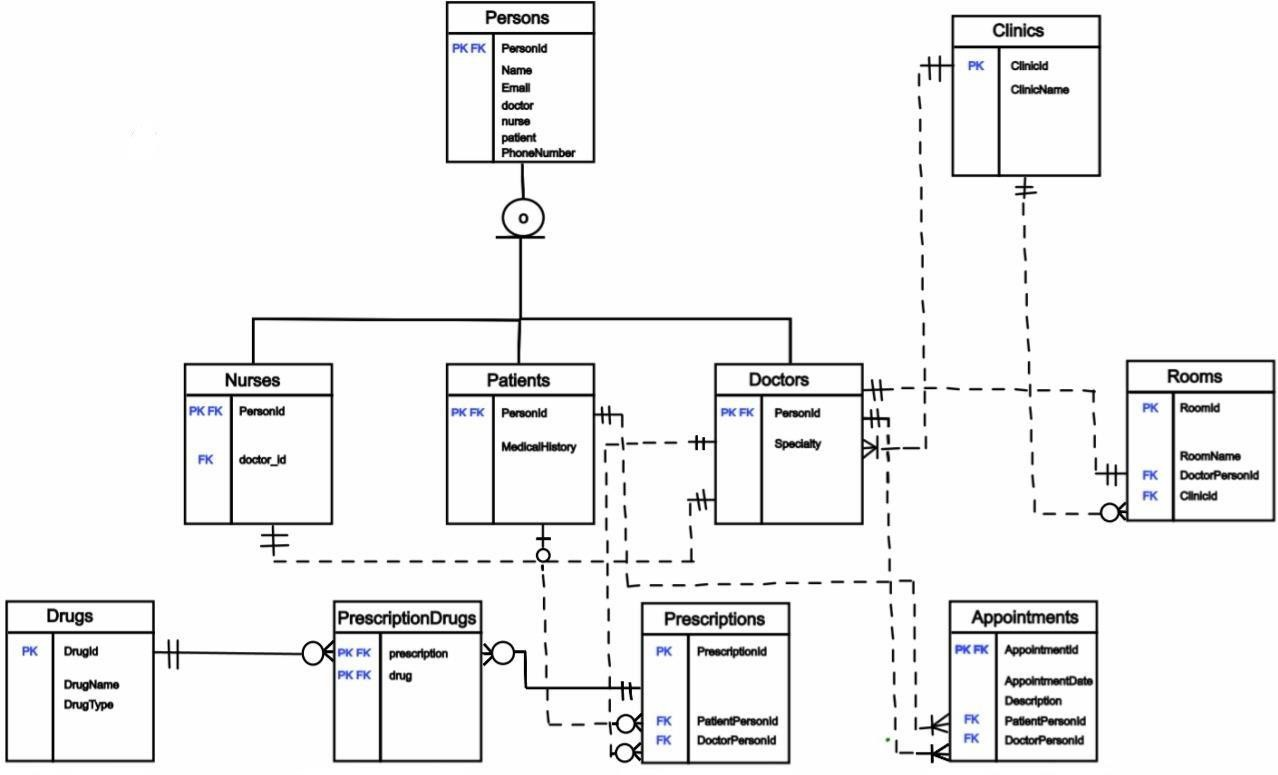 Persons
PK FK PersonId
Name
Email
doctor
nurse
patient
PhoneNumber
Clinics
PK ClinicId
ClinicName
o
Nurses
PK FK PersonId
FK doctor_id
Patients
PK FK PersonId
MedicalHistory
Doctors
PK FK PersonId
Specialty
Rooms
PK RoomId
RoomName
FK DoctorPersonId
FK ClinicId
Drugs
PK DrugId
DrugName
DrugType
PrescriptionDrugs
PK FK prescription
PK FK drug
Prescriptions
PK PrescriptionId
FK PatientPersonId
FK DoctorPersonId
Appointments
PK FK AppointmentId
AppointmentDate
Description
FK PatientPersonId
FK DoctorPersonId